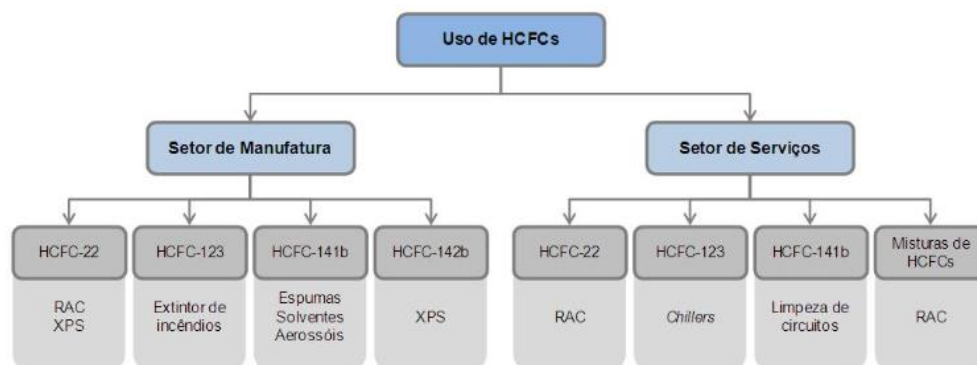 Uso de HCFCs
Setor de Manufatura
Setor de Serviços
HCFC-22
HCFC-123
HCFC-141b
HCFC-142b
HCFC-22
HCFC-123
HCFC-141b
Misturas de
HCFCs
RAC
XPS
Extintor de
incêndios
Espumas
Solventes
Aerossóis
XPS
RAC
Chillers
Limpeza de
circuitos
RAC